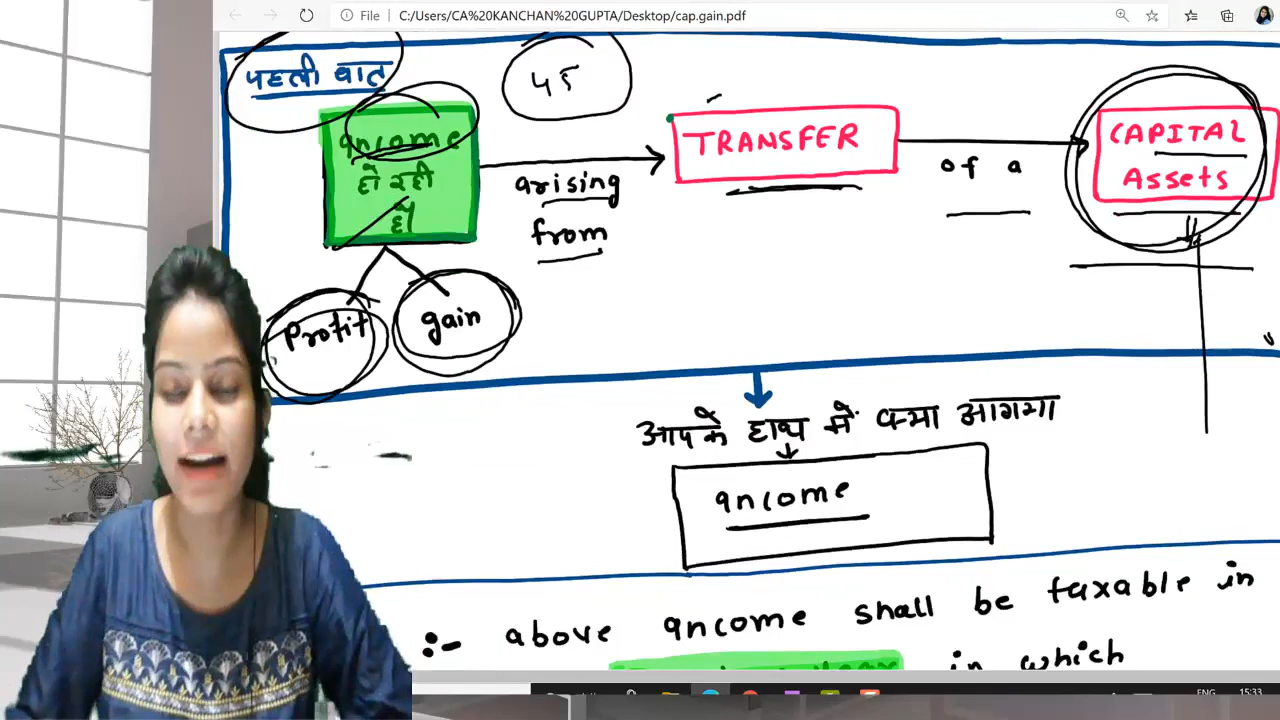 File | C:/Users/CA%20KANCHAN%20GUPTA/Desktop/cap.gain.pdf
पहली बात
45
income
हो रही
है
arising
from
TRANSFER
of a
CAPITAL
Assets
Profit
gain
आपके हाथ में क्या आएगा
income
:- above income shall be taxable in
in which
ENG
15:33